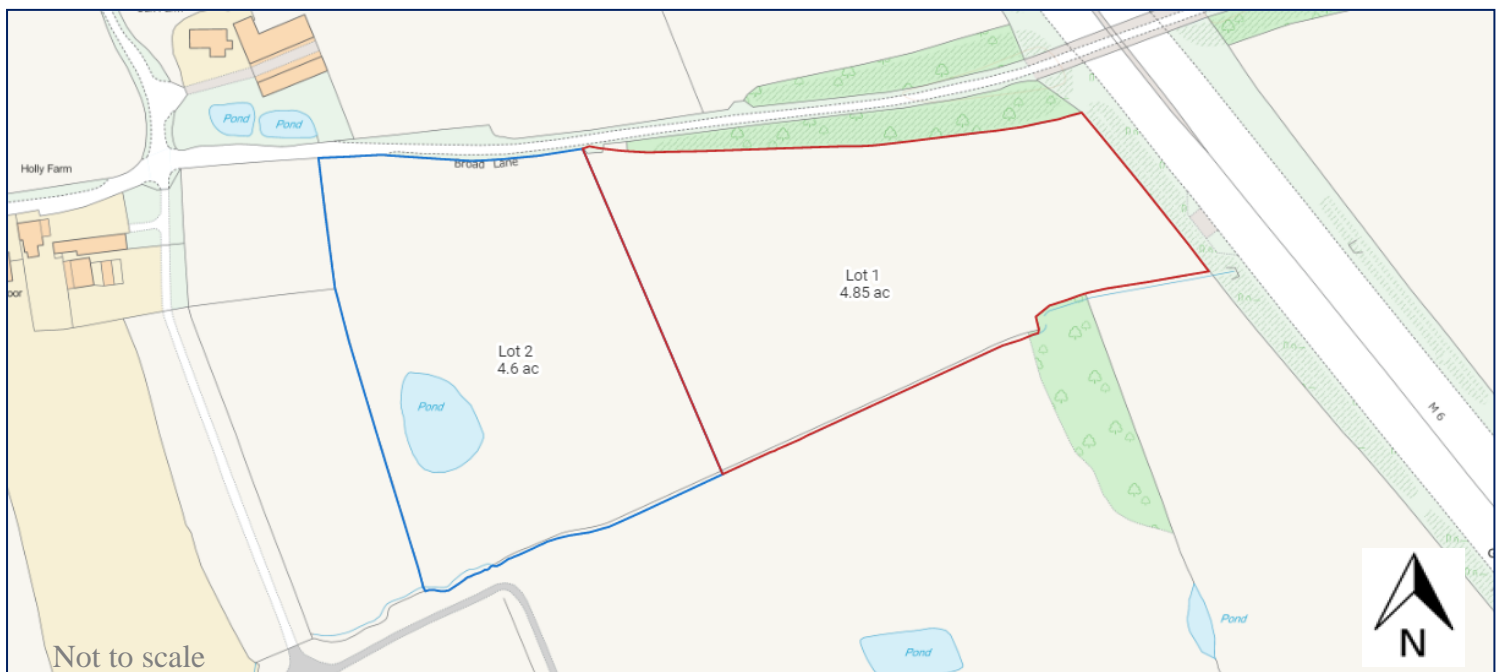 Pond
Pond
Holly Farm
Broad Lane
Lot 1
4.85 ac
Lot 2
4.6 ac
Pond
M 6
Pond
Pond
N
Not to scale